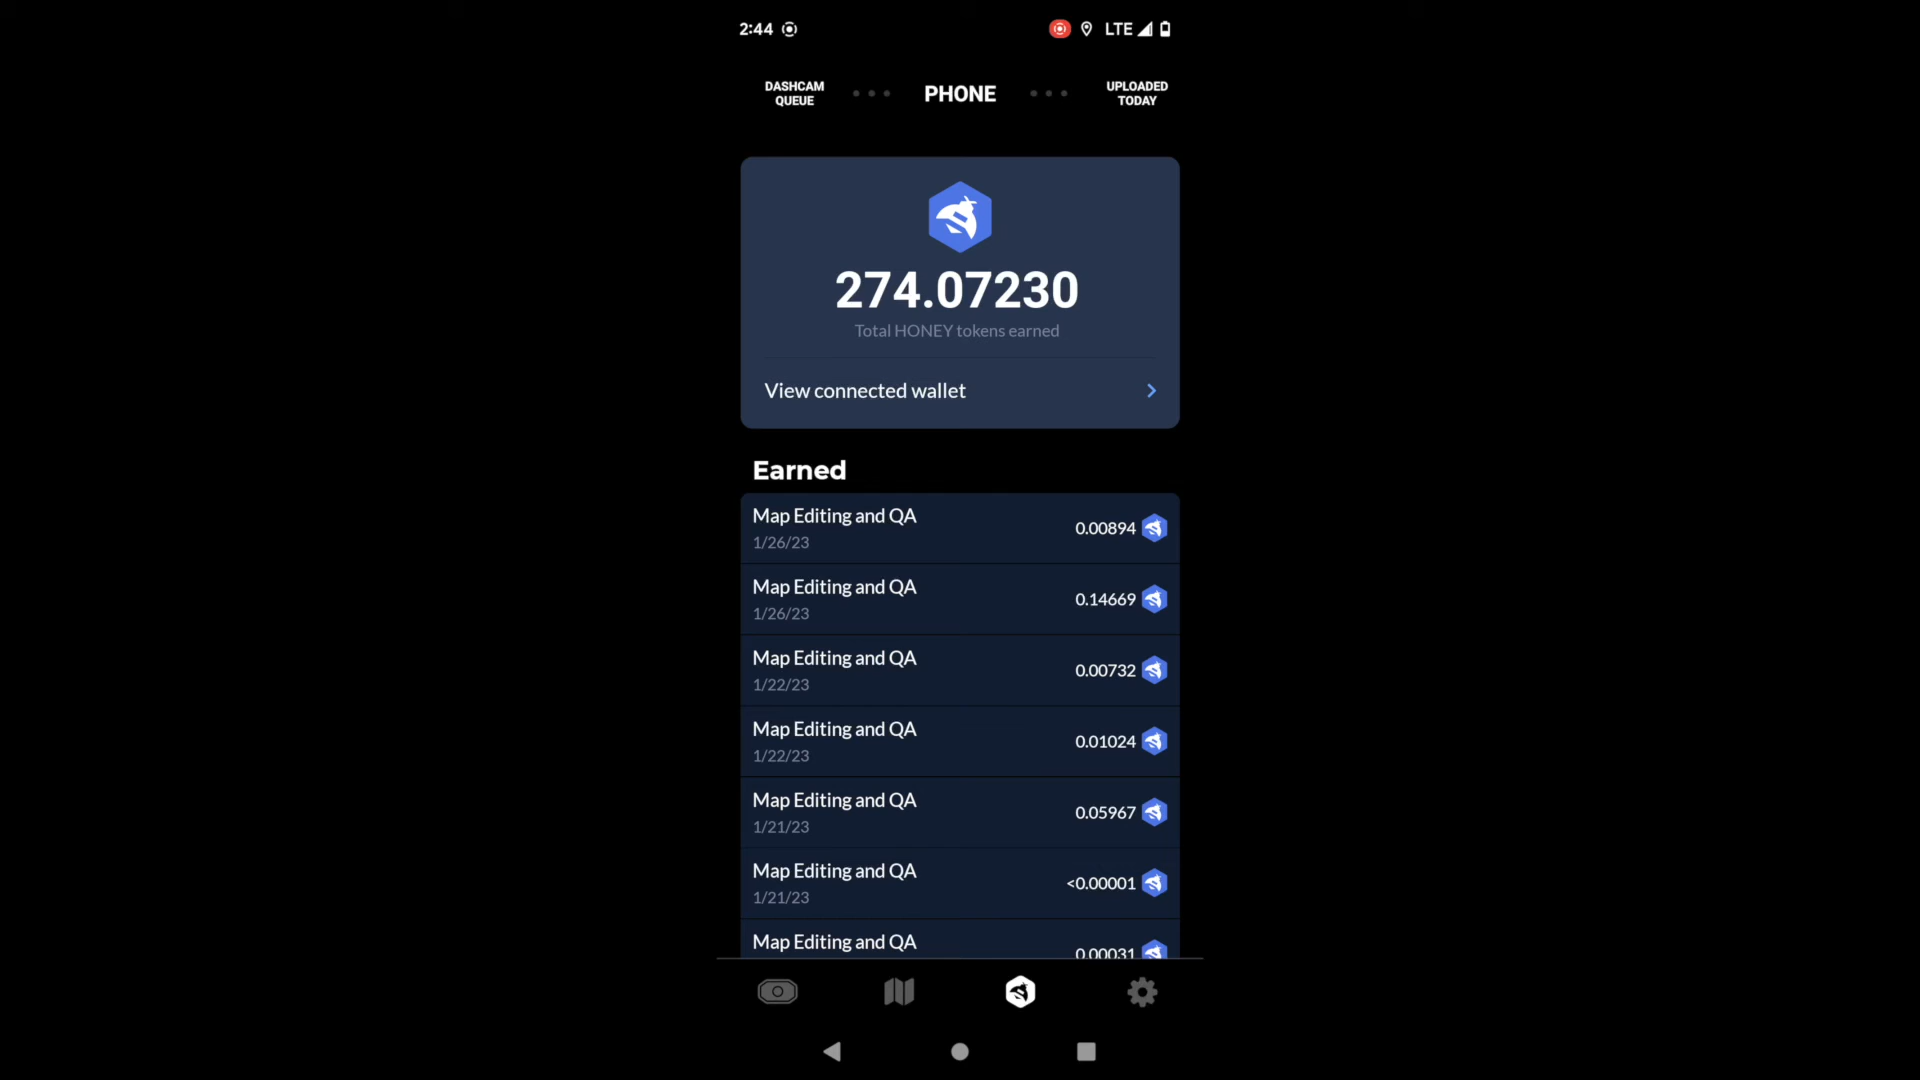 2:44
LTE
DASHCAM
QUEUE
PHONE
UPLOADED
TODAY
274.07230
Total HONEY tokens earned
View connected wallet
Earned
Map Editing and QA
0.00894
1/26/23
Map Editing and QA
0.14669
1/26/23
Map Editing and QA
0.00732
1/22/23
Map Editing and QA
0.01024
1/22/23
Map Editing and QA
0.05967
1/21/23
Map Editing and QA
<0.00001
1/21/23
Map Editing and QA
0.00031